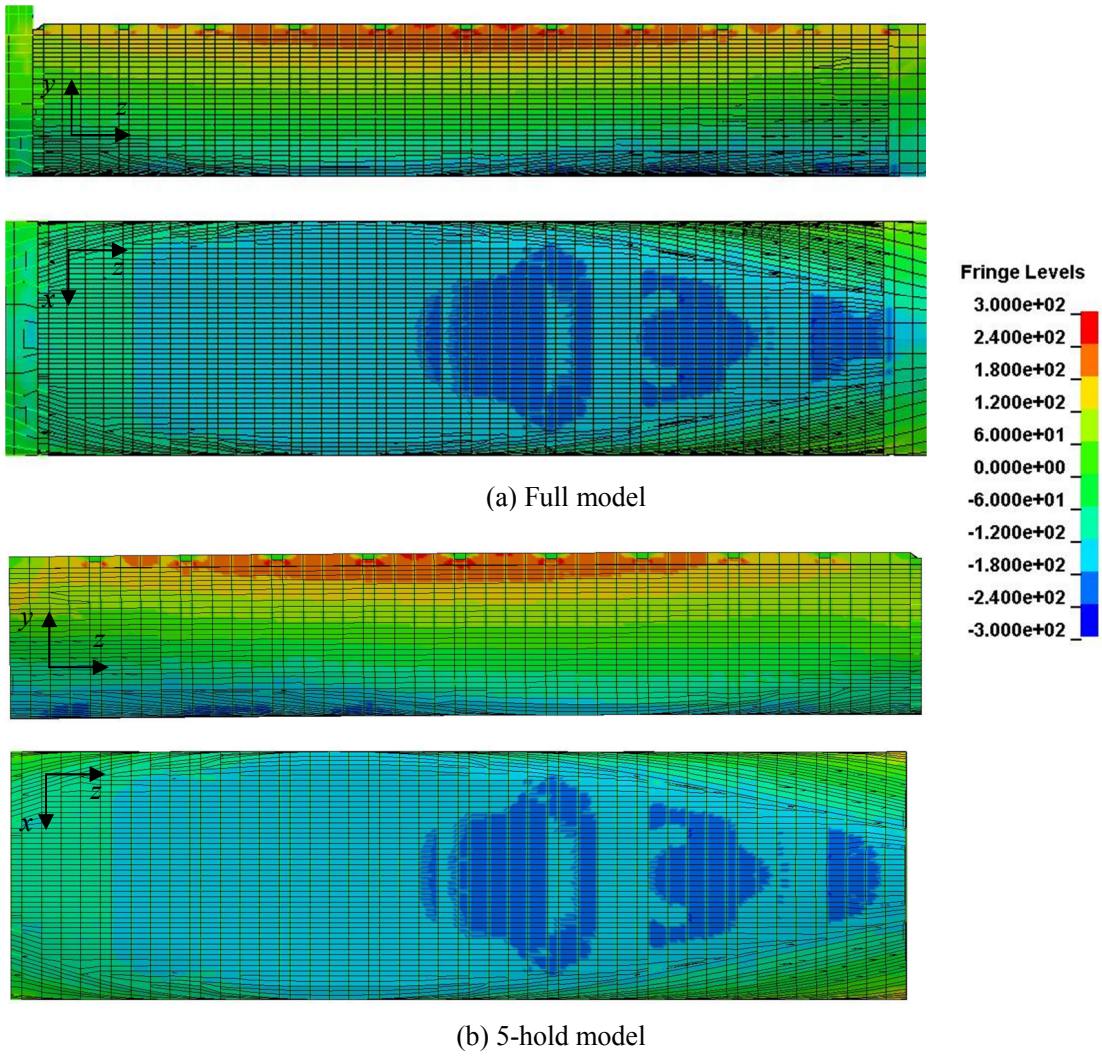 y
z
z
x
(a) Full model
Fringe Levels
3.000e+02
2.400e+02
1.800e+02
1.200e+02
6.000e+01
0.000e+00
-6.000e+01
-1.200e+02
-1.800e+02
-2.400e+02
-3.000e+02
y
z
z
x
(b) 5-hold model